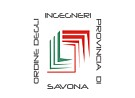 ORDINE DEGLI
INGEGNERI
PROVINCIA DI
SAVONA